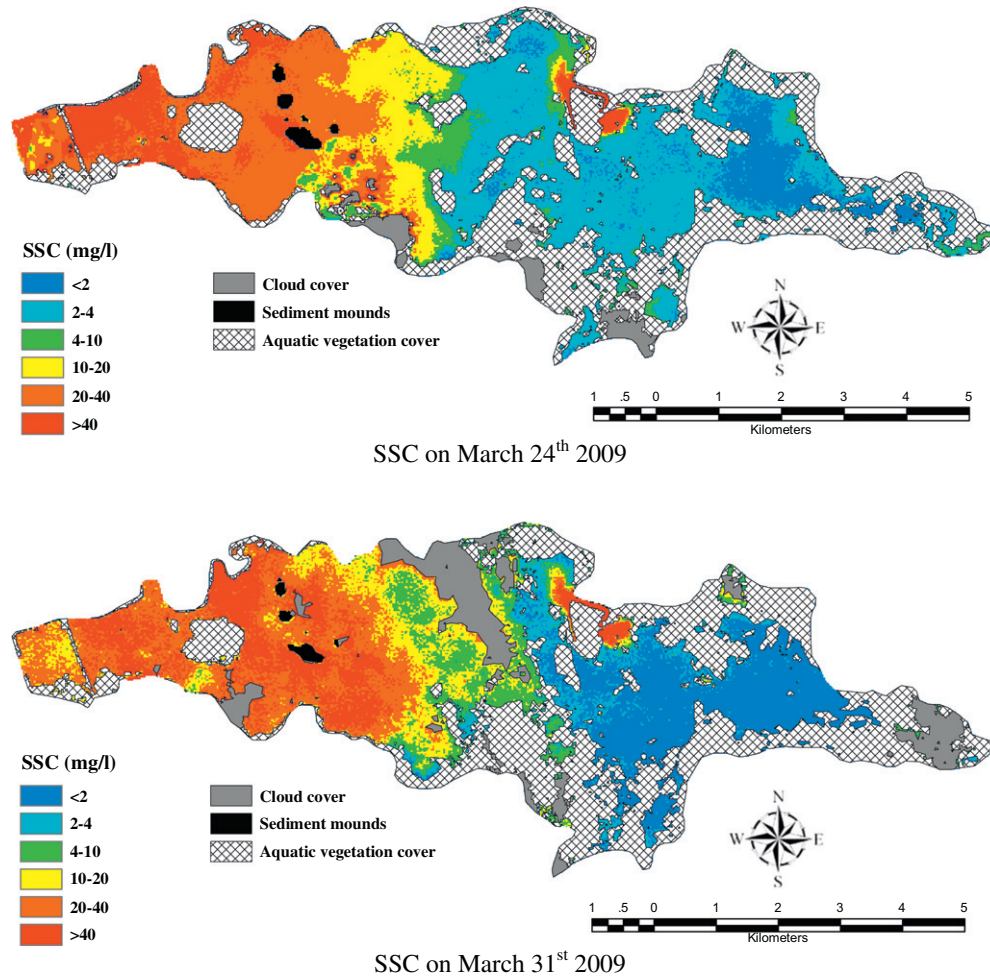 SSC (mg/l)
<2
2-4
4-10
10-20
20-40
>40
Cloud cover
Sediment mounds
Aquatic vegetation cover
N
W E
S
1 .5 0 1 2 3 4 5
Kilometers
SSC on March 24th 2009
SSC (mg/l)
<2
2-4
4-10
10-20
20-40
>40
Cloud cover
Sediment mounds
Aquatic vegetation cover
N
W E
S
1 .5 0 1 2 3 4 5
Kilometers
SSC on March 31st 2009